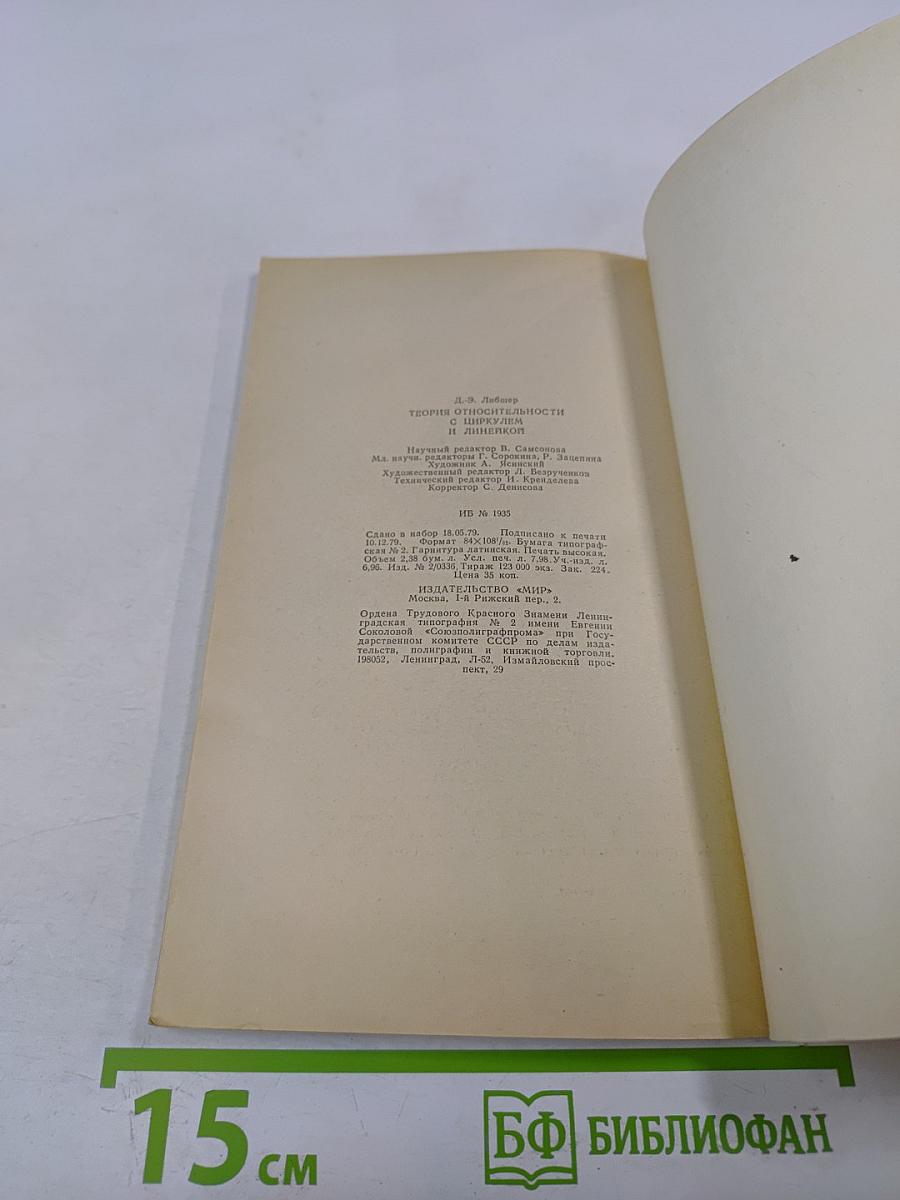 Д.-Э. Либшер
ТЕОРИЯ ОТНОСИТЕЛЬНОСТИ
С ЦИРКУЛЕМ
И ЛИНЕЙКОЙ
Научный редактор В. Самсонова
Мл. научн. редакторы Г. Сорокина, Р. Зацепина
Художник А. Ясинский
Художественный редактор Л. Безрученков
Технический редактор И. Кренделева
Корректор С. Денисова
ИБ № 1935
Сдано в набор 18.05.79. Подписано к печати
10.12.79. Формат 84×108¹/₃₂. Бумага типограф-
ская № 2. Гарнитура латинская. Печать высокая.
Объем 2,38 бум. л. Усл. печ. л. 7,98. Уч.-изд. л.
6,96. Изд. № 2/0336. Тираж 123 000 экз. Зак. 224.
Цена 35 коп.
ИЗДАТЕЛЬСТВО «МИР»
Москва, 1-й Рижский пер., 2.
Ордена Трудового Красного Знамени Ленин-
градская типография № 2 имени Евгении
Соколовой «Союзполиграфпрома» при Госу-
дарственном комитете СССР по делам изда-
тельств, полиграфии и книжной торговли.
198052, Ленинград, Л-52, Измайловский прос-
пект, 29
15 см
БФ БИБЛИОФАН